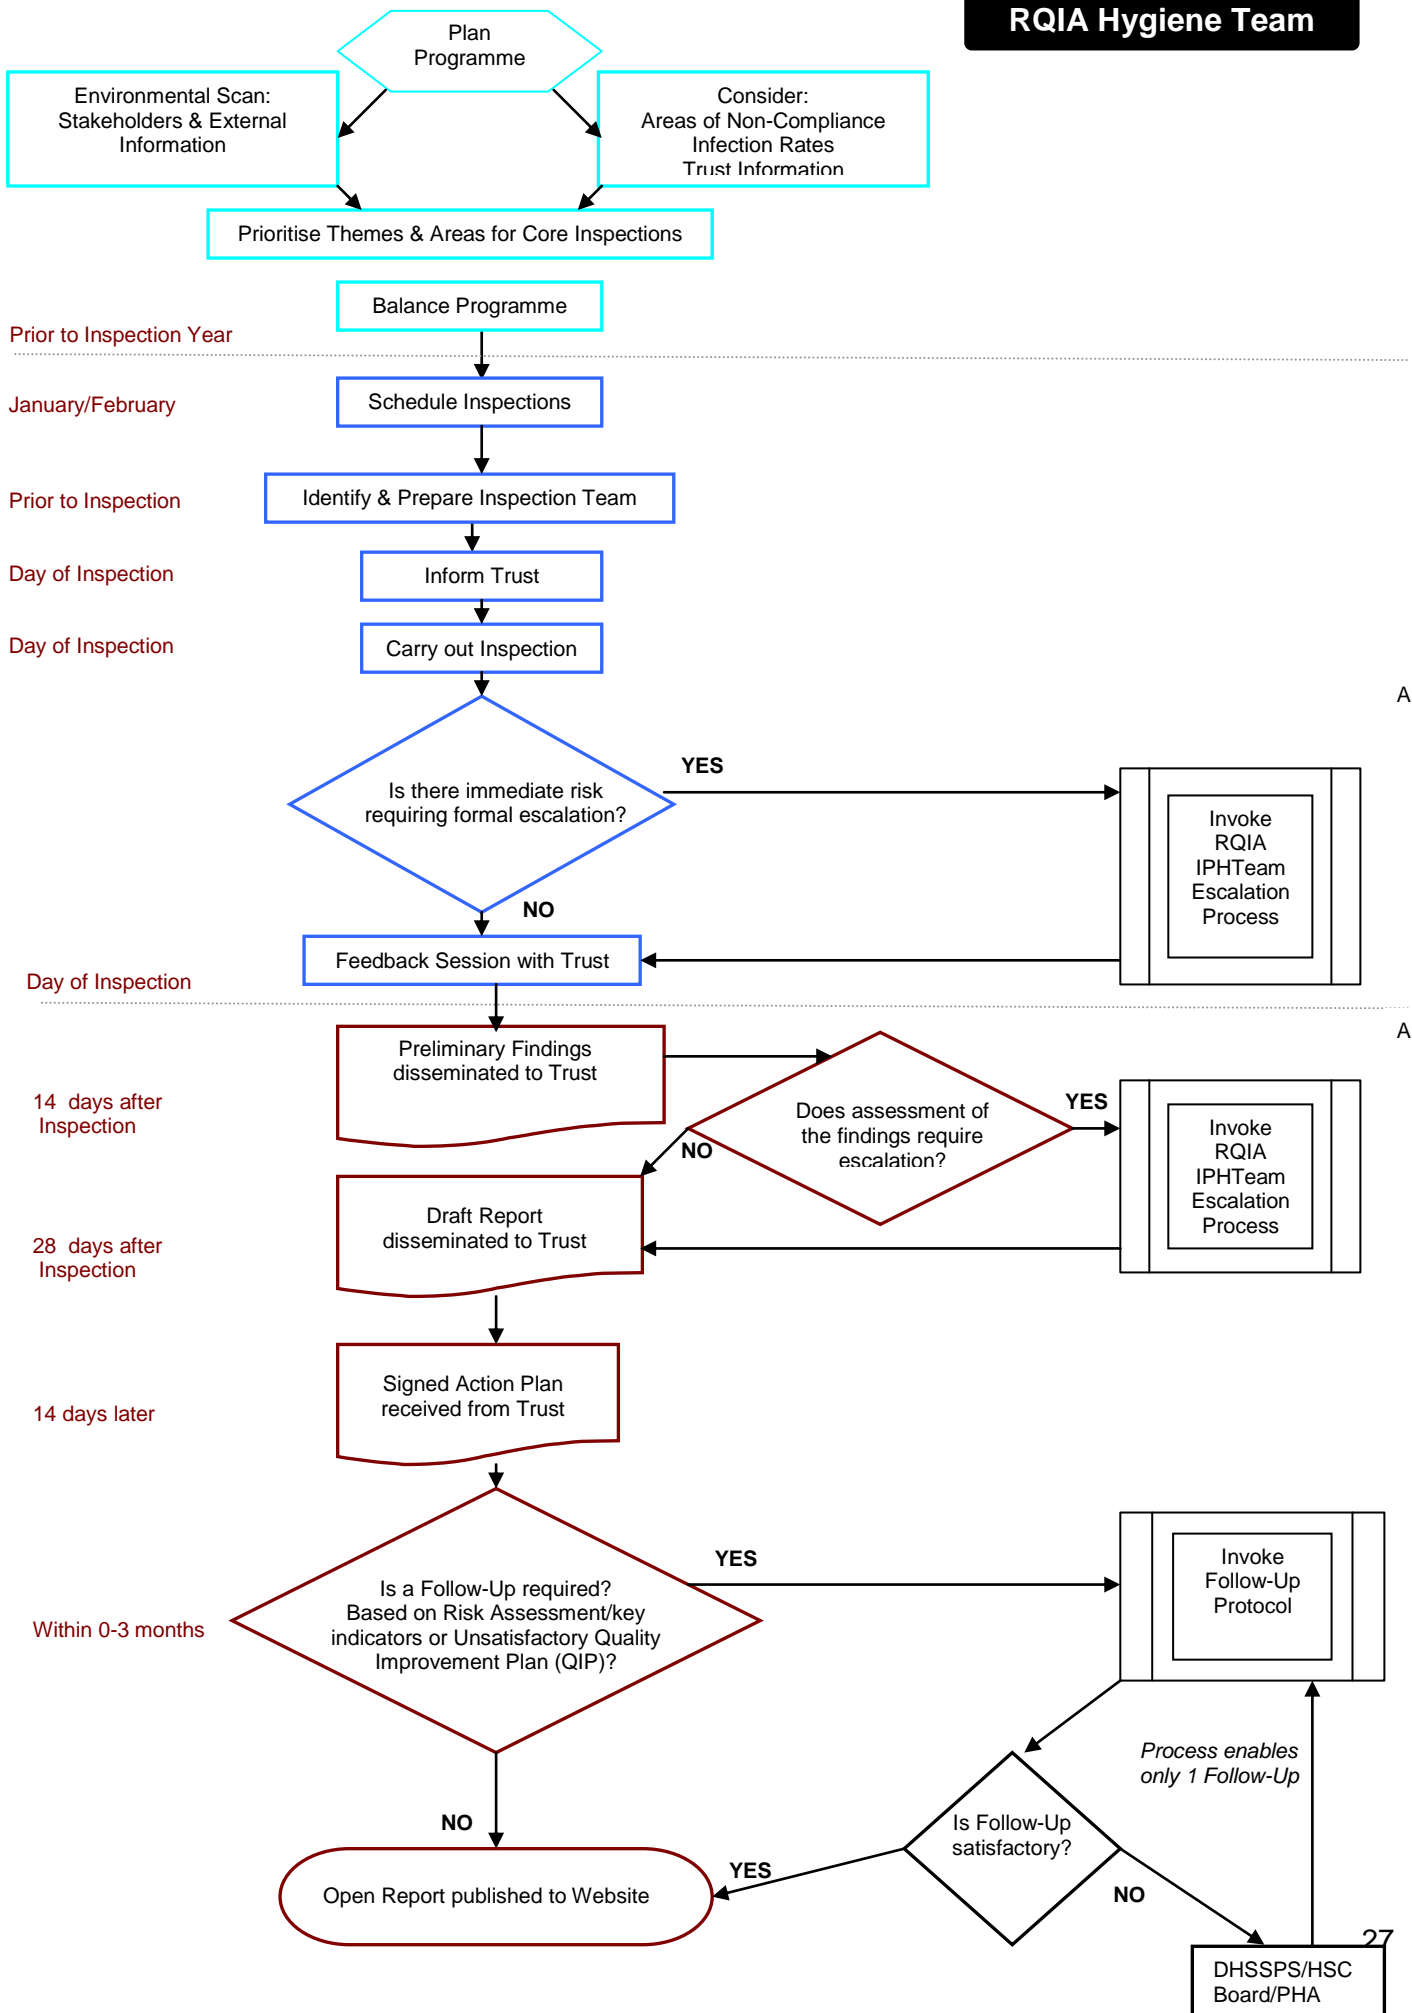 RQIA Hygiene Team
Plan
Programme
Environmental Scan:
Stakeholders & External
Information
Consider:
Areas of Non-Compliance
Infection Rates
Trust Information
Prioritise Themes & Areas for Core Inspections
Balance Programme
Prior to Inspection Year
January/February
Schedule Inspections
Prior to Inspection
Identify & Prepare Inspection Team
Day of Inspection
Inform Trust
Day of Inspection
Carry out Inspection
A
YES
Is there immediate risk
requiring formal escalation?
Invoke
RQIA
IPHTeam
Escalation
Process
NO
Feedback Session with Trust
Day of Inspection
A
Preliminary Findings
disseminated to Trust
14 days after
Inspection
Does assessment of
the findings require
escalation?
YES
NO
Invoke
RQIA
IPHTeam
Escalation
Process
Draft Report
disseminated to Trust
28 days after
Inspection
Signed Action Plan
received from Trust
14 days later
YES
Is a Follow-Up required?
Based on Risk Assessment/key
indicators or Unsatisfactory Quality
Improvement Plan (QIP)?
Within 0-3 months
Invoke
Follow-Up
Protocol
Process enables
only 1 Follow-Up
Is Follow-Up
satisfactory?
NO
YES
NO
Open Report published to Website
27
DHSSPS/HSC
Board/PHA